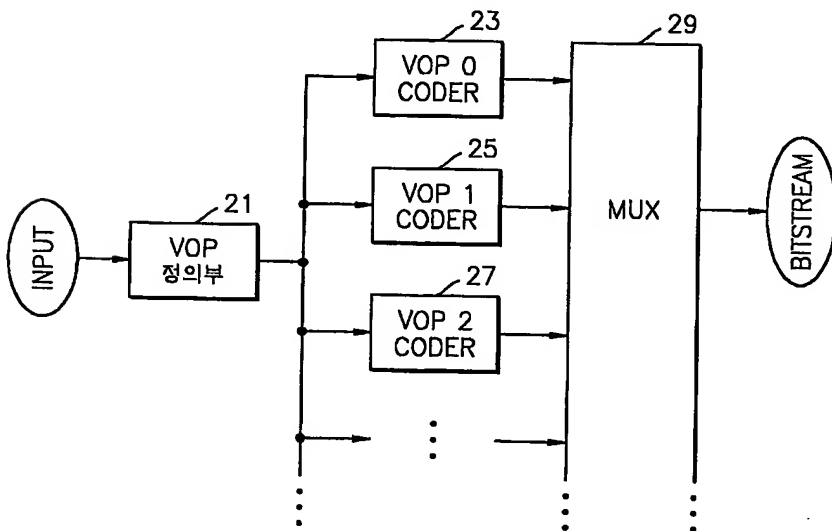 23
VOP 0
CODER
29
25
VOP 1
CODER
MUX
BITSTREAM
INPUT
21
VOP
정의부
27
VOP 2
CODER